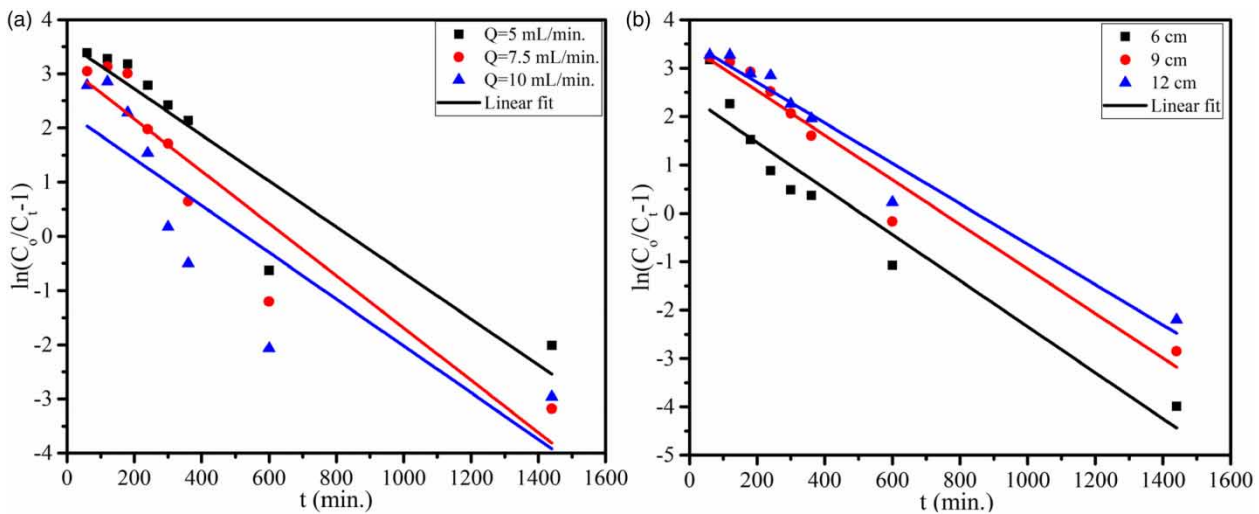 (a)
ln(Cₒ/Cₜ-1)
4
3
2
1
0
-1
-2
-3
-4
0 200 400 600 800 1000 1200 1400 1600
t (min.)
Q=5 mL/min.
Q=7.5 mL/min.
Q=10 mL/min.
Linear fit
(b)
ln(Cₒ/Cₜ-1)
4
3
2
1
0
-1
-2
-3
-4
-5
0 200 400 600 800 1000 1200 1400 1600
t (min.)
6 cm
9 cm
12 cm
Linear fit